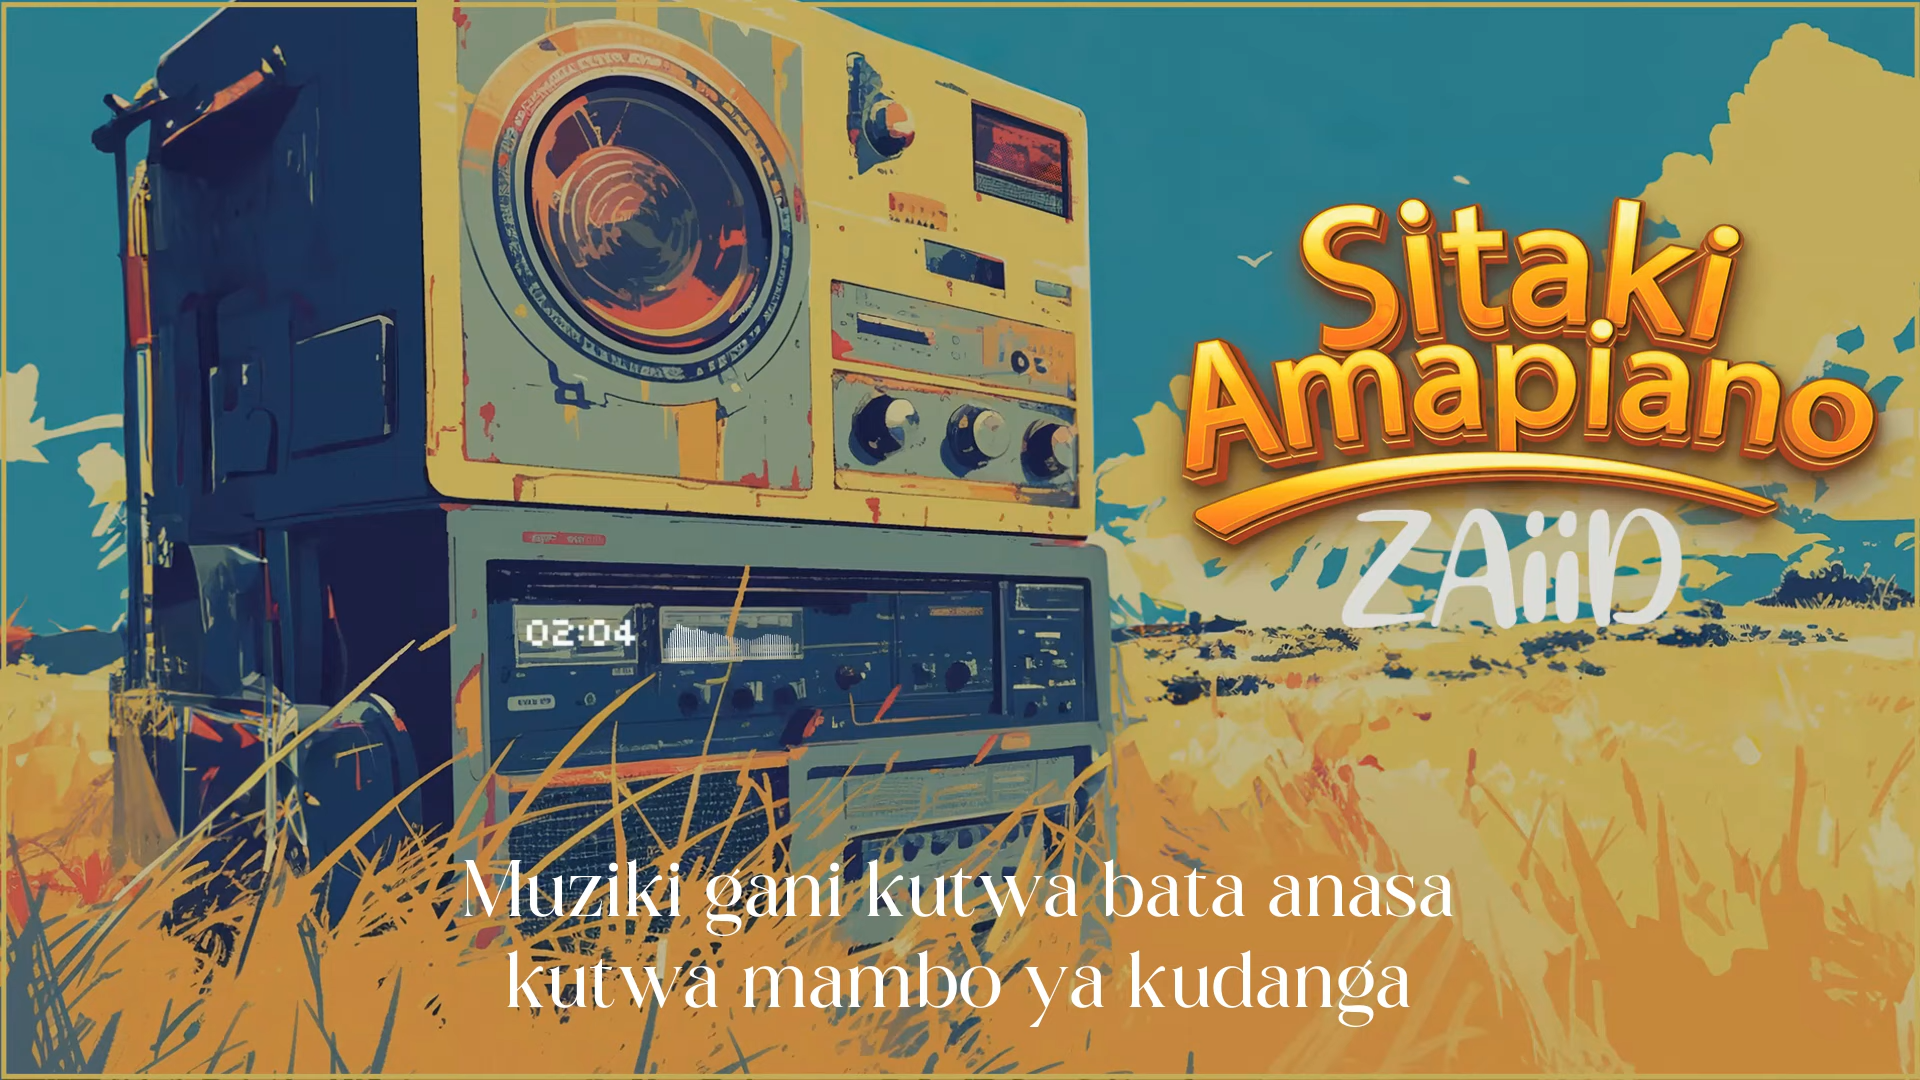 Sitaki
Amapiano
ZAiiD
02:04
Muziki gani kutwa bata anasa
kutwa mambo ya kudanga